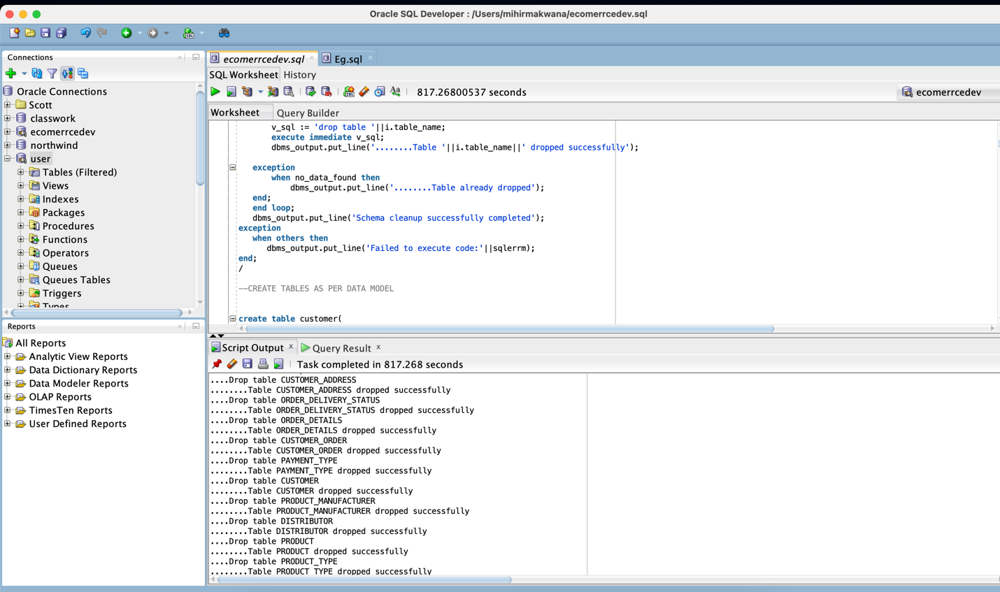 Oracle SQL Developer : /Users/mihirmakwana/ecomerrcedev.sql
Connections
Oracle Connections
Scott
classwork
ecomerrcedev
northwind
user
Tables (Filtered)
Views
Indexes
Packages
Procedures
Functions
Operators
Queues
Queues Tables
Triggers
Types
Reports
All Reports
Analytic View Reports
Data Dictionary Reports
Data Modeler Reports
OLAP Reports
TimesTen Reports
User Defined Reports
ecomerrcedev.sql
Eg.sql
SQL Worksheet History
817.26800537 seconds
ecomerrcedev
Worksheet Query Builder
v_sql := 'drop table '||i.table_name;
execute immediate v_sql;
dbms_output.put_line('........Table '||i.table_name||' dropped successfully');
exception
when no_data_found then
dbms_output.put_line('........Table already dropped');
end;
end loop;
dbms_output.put_line('Schema cleanup successfully completed');
exception
when others then
dbms_output.put_line('Failed to execute code:'||sqlerrm);
end;
/
--CREATE TABLES AS PER DATA MODEL
create table customer(
Script Output Query Result
Task completed in 817.268 seconds
....Drop table CUSTOMER_ADDRESS
........Table CUSTOMER_ADDRESS dropped successfully
....Drop table ORDER_DELIVERY_STATUS
........Table ORDER_DELIVERY_STATUS dropped successfully
....Drop table ORDER_DETAILS
........Table ORDER_DETAILS dropped successfully
....Drop table CUSTOMER_ORDER
........Table CUSTOMER_ORDER dropped successfully
....Drop table PAYMENT_TYPE
........Table PAYMENT_TYPE dropped successfully
....Drop table CUSTOMER
........Table CUSTOMER dropped successfully
....Drop table PRODUCT_MANUFACTURER
........Table PRODUCT_MANUFACTURER dropped successfully
....Drop table DISTRIBUTOR
........Table DISTRIBUTOR dropped successfully
....Drop table PRODUCT
........Table PRODUCT dropped successfully
....Drop table PRODUCT_TYPE
........Table PRODUCT_TYPE dropped successfully